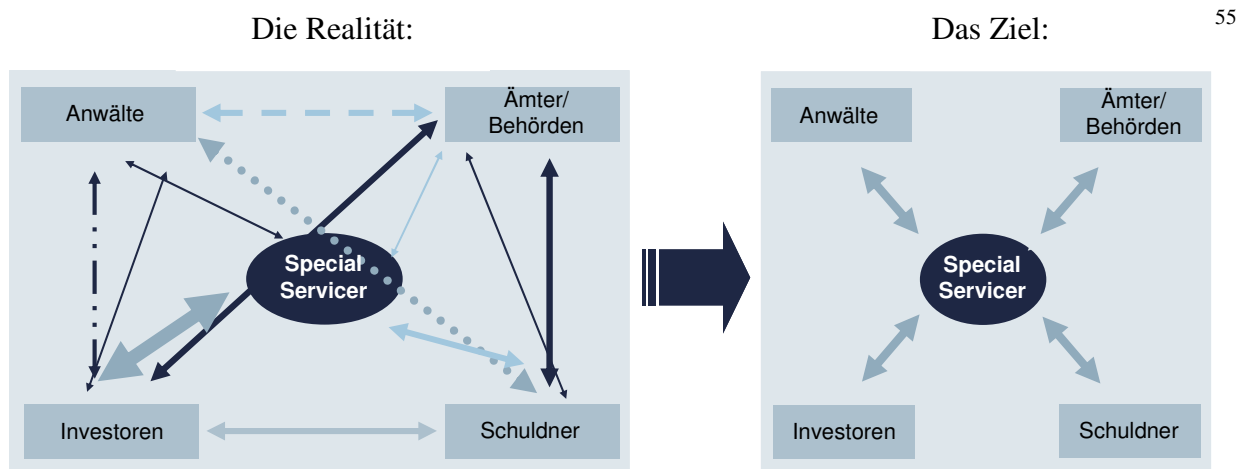 Die Realität:
Das Ziel:
55
Anwälte
Ämter/
Behörden
Special
Servicer
Investoren
Schuldner
Anwälte
Ämter/
Behörden
Special
Servicer
Investoren
Schuldner